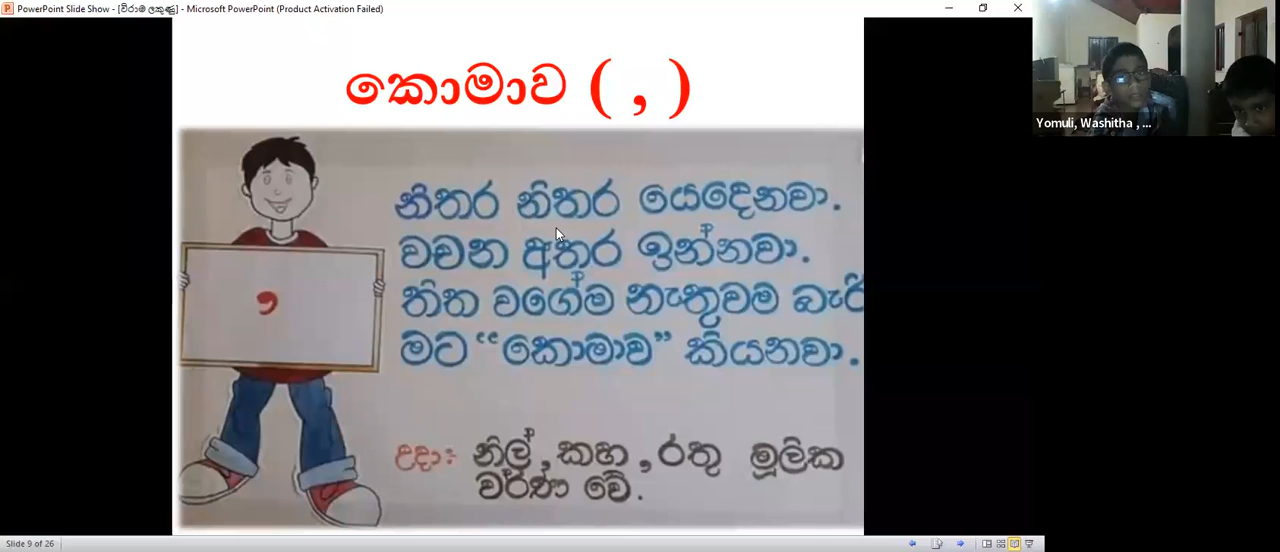 PowerPoint Slide Show - [විරාම ලකුණු] - Microsoft PowerPoint (Product Activation Failed)
කොමාව ( , )
නිතර නිතර යෙදෙනවා.
වචන අතර ඉන්නවා.
තිත වගේම නැතුවම බැරි
මට “කොමාව” කියනවා.
,
උදා:- නිල්, කහ, රතු මූලික
වර්ණ වේ.
Yomuli, Washitha , ...
Slide 9 of 26